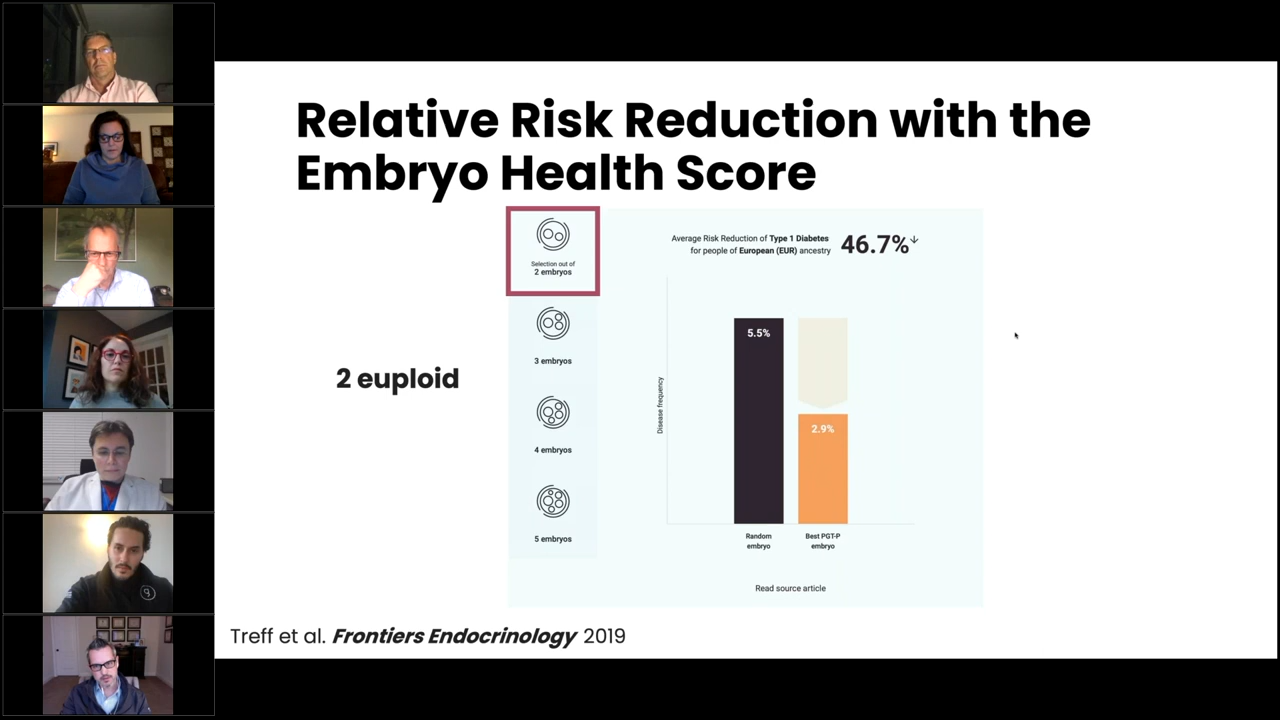 Relative Risk Reduction with the
Embryo Health Score
Selection out of
2 embryos
3 embryos
4 embryos
5 embryos
2 euploid
Average Risk Reduction of Type 1 Diabetes
for people of European (EUR) ancestry
46.7%↓
Disease frequency
5.5%
2.9%
Random
embryo
Best PGT-P
embryo
Read source article
Treff et al. Frontiers Endocrinology 2019